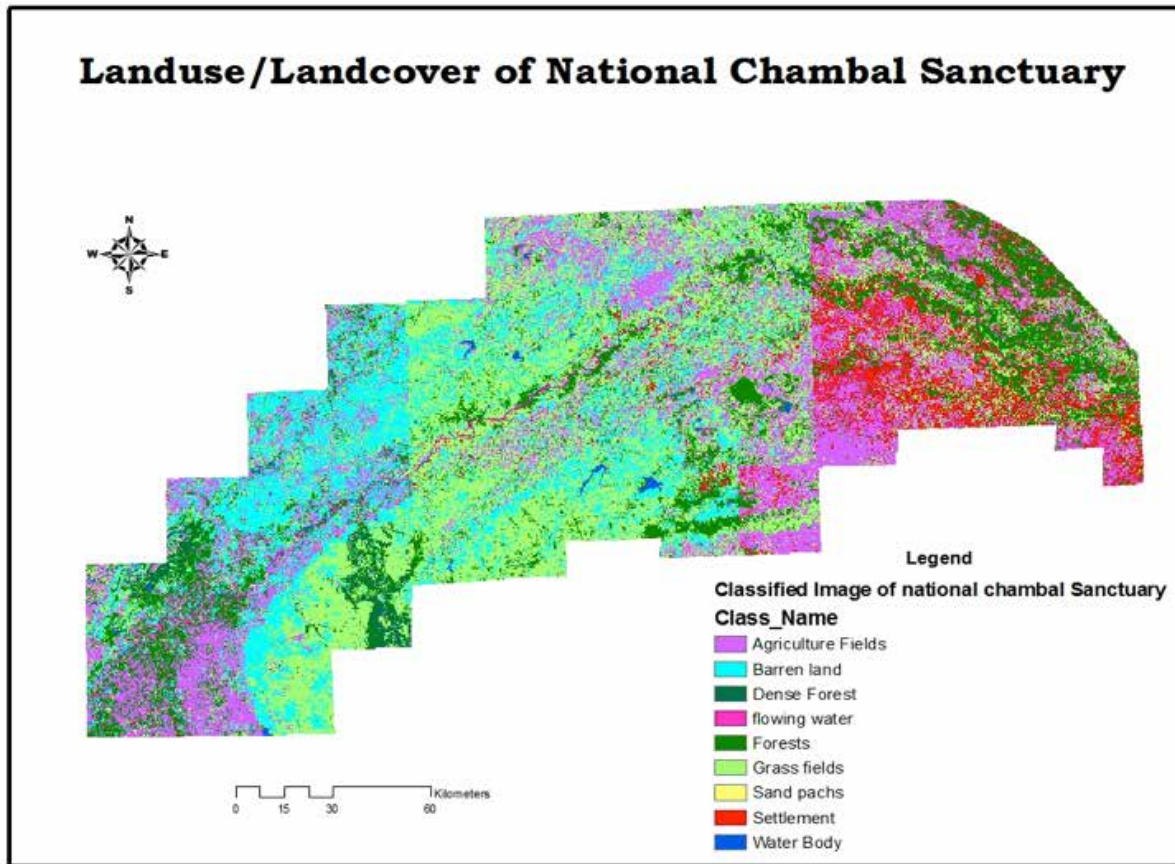 Landuse/Landcover of National Chambal Sanctuary
N
W E
S
Legend
Classified Image of national chambal Sanctuary
Class_Name
Agriculture Fields
Barren land
Dense Forest
flowing water
Forests
Grass fields
Sand pachs
Settlement
Water Body
Kilometers
0 15 30 60